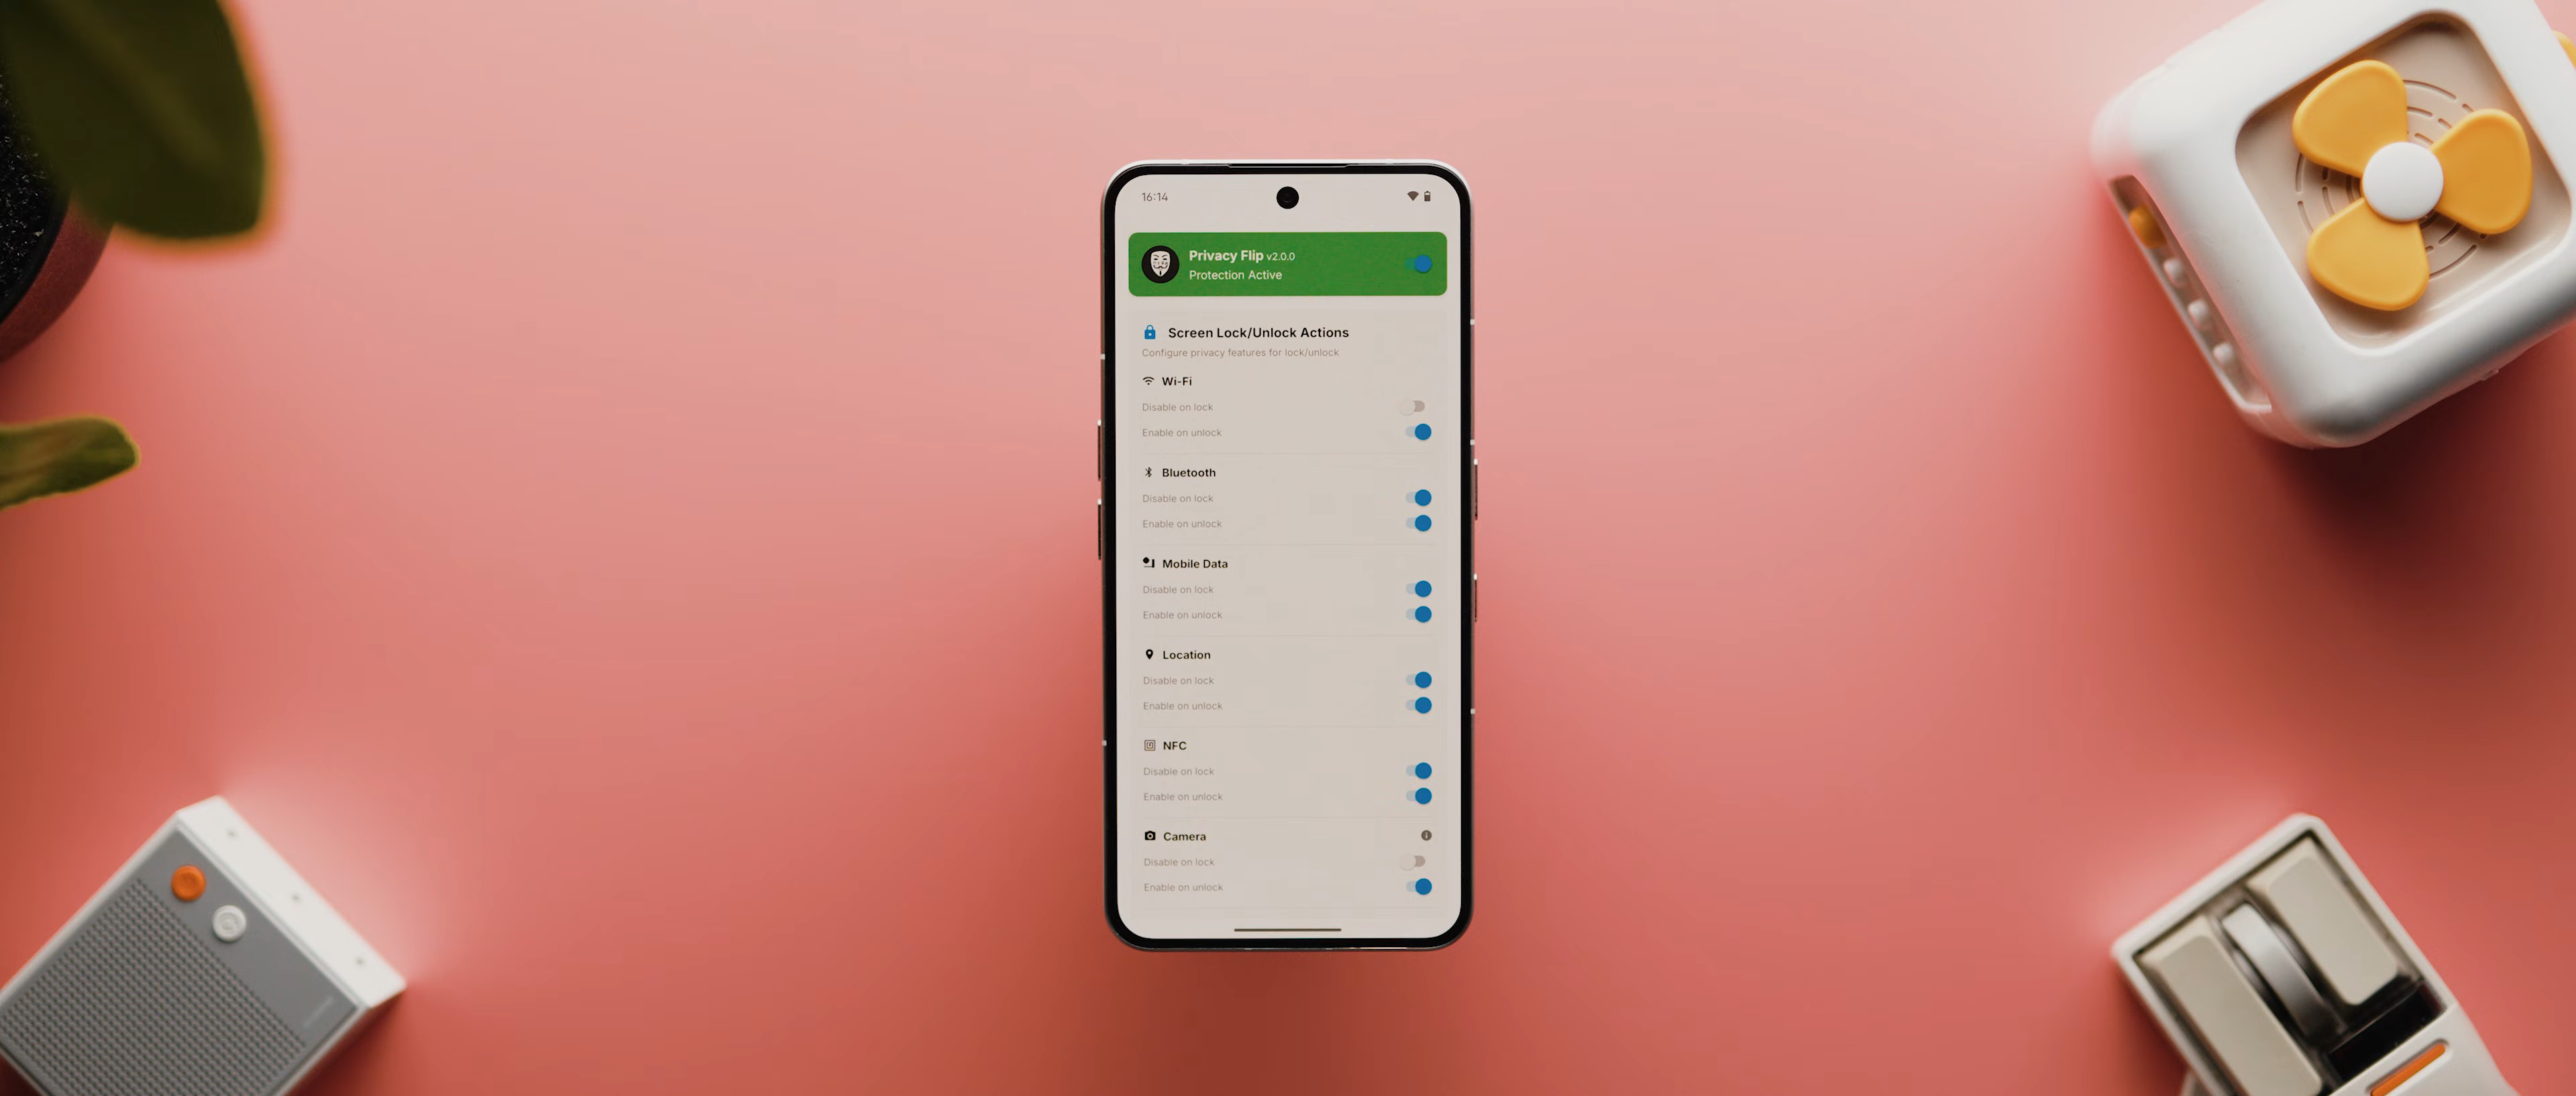 16:14
Privacy Flip v2.0.0
Protection Active
Screen Lock/Unlock Actions
Configure privacy features for lock/unlock
Wi-Fi
Disable on lock
Enable on unlock
Bluetooth
Disable on lock
Enable on unlock
Mobile Data
Disable on lock
Enable on unlock
Location
Disable on lock
Enable on unlock
NFC
Disable on lock
Enable on unlock
Camera
Disable on lock
Enable on unlock